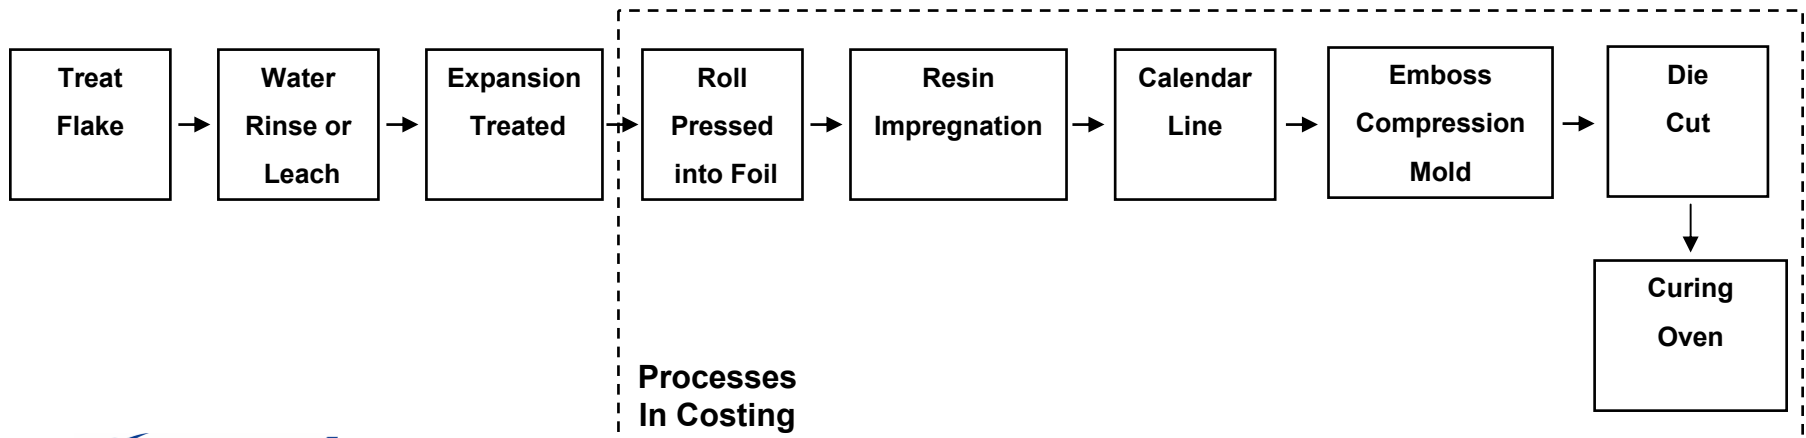 Treat
Flake
Water
Rinse or
Leach
Expansion
Treated
Roll
Pressed
into Foil
Resin
Impregnation
Calendar
Line
Emboss
Compression
Mold
Die
Cut
Curing
Oven
Processes
In Costing